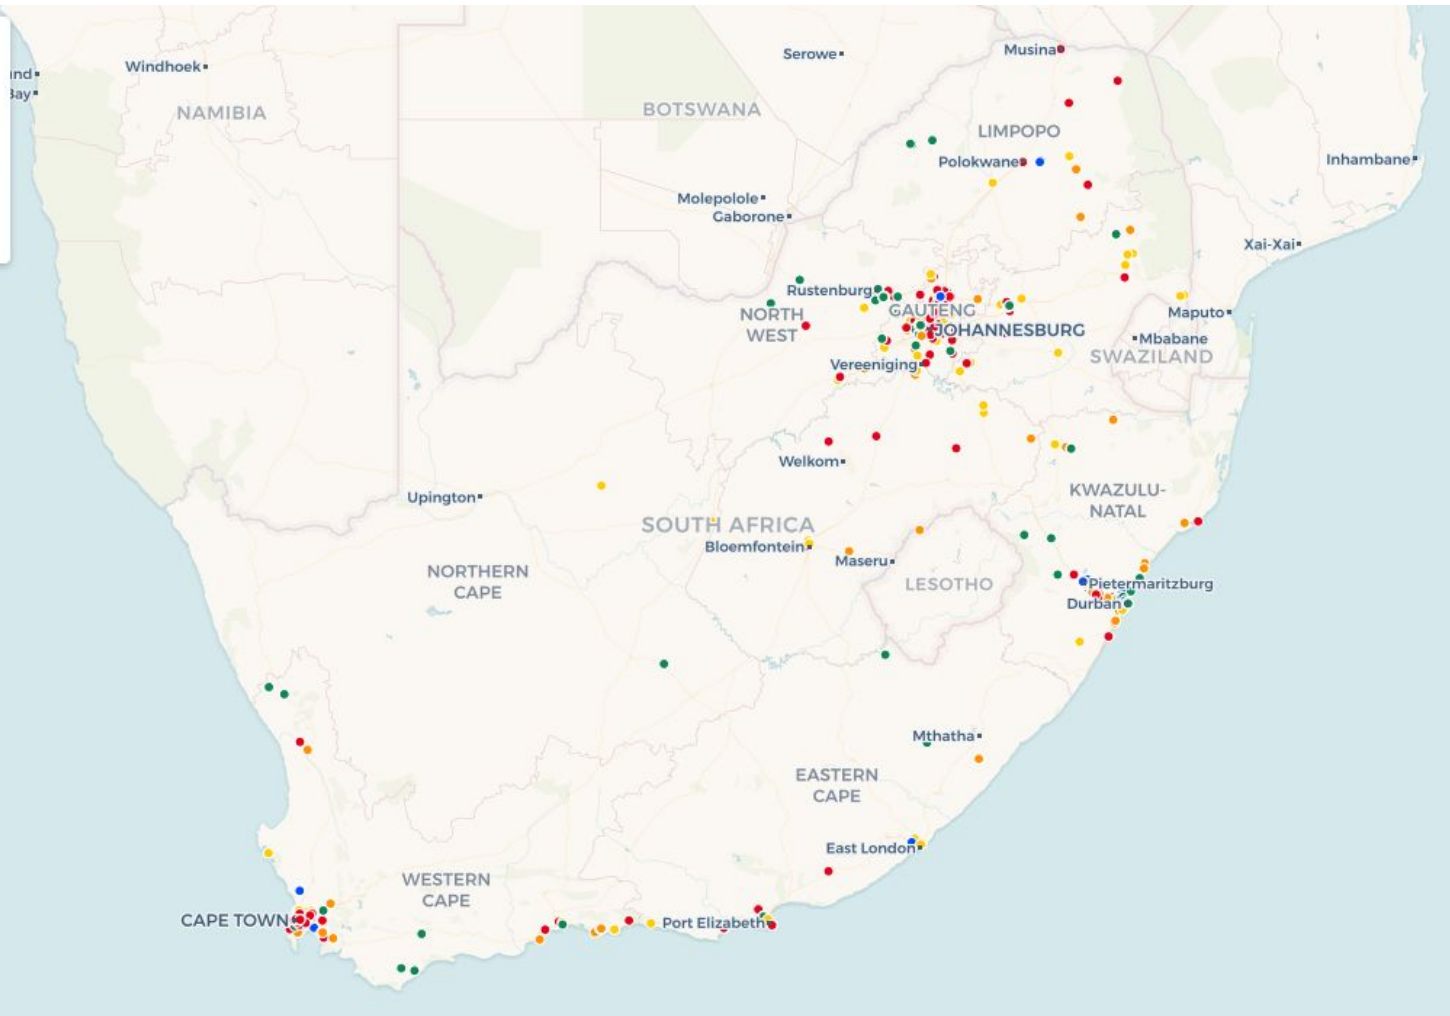 Serowe
Musina
Windhoek
und
Bay
NAMIBIA
BOTSWANA
LIMPOPO
Polokwane
Inhambane
Molepolole
Gaborone
Xai-Xai
Rustenburg
GAUTENG
NORTH
WEST
JOHANNESBURG
Maputo
Mbabane
SWAZILAND
Vereeniging
Welkom
Upington
KWAZULU-
NATAL
SOUTH AFRICA
Bloemfontein
Maseru
NORTHERN
CAPE
LESOTHO
Pietermaritzburg
Durban
Mthatha
EASTERN
CAPE
East London
WESTERN
CAPE
CAPE TOWN
Port Elizabeth